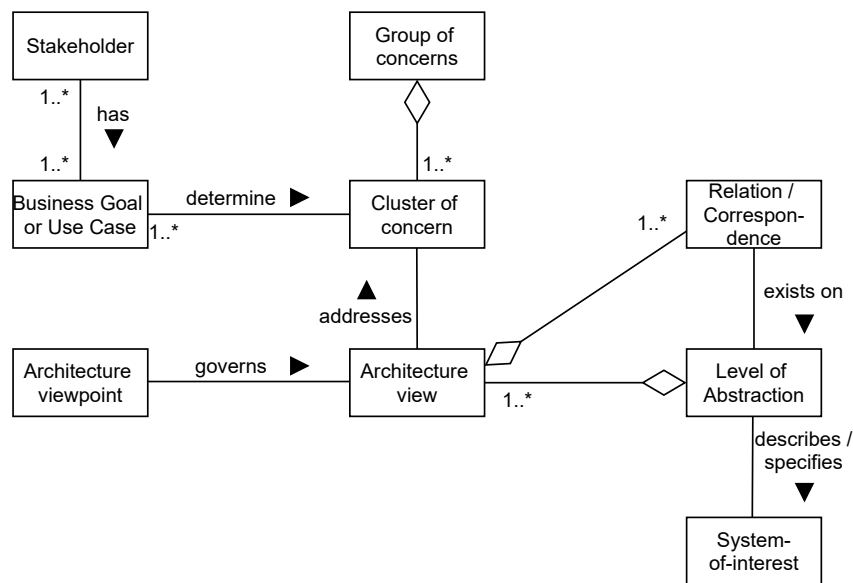 Stakeholder
Group of
concerns
1..*
has
1..*
1..*
Business Goal
or Use Case
determine
1..*
Cluster of
concern
Relation /
Correspon-
dence
1..*
addresses
exists on
Architecture
viewpoint
governs
Architecture
view
1..*
Level of
Abstraction
describes /
specifies
System-
of-interest